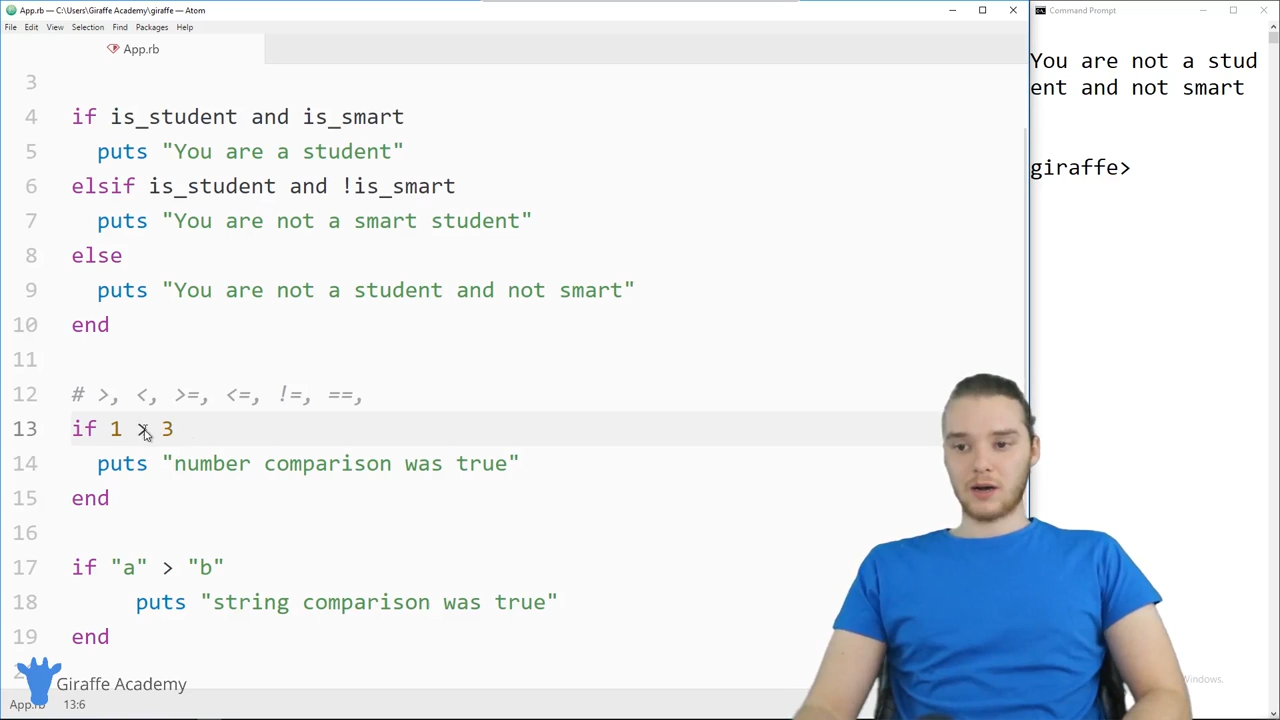 App.rb — C:\Users\Giraffe Academy\giraffe — Atom
File Edit View Selection Find Packages Help
App.rb
3
4 if is_student and is_smart
5 puts "You are a student"
6 elsif is_student and !is_smart
7 puts "You are not a smart student"
8 else
9 puts "You are not a student and not smart"
10 end
11
12 # >, <, >=, <=, !=, ==,
13 if 1 > 3
14 puts "number comparison was true"
15 end
16
17 if "a" > "b"
18 puts "string comparison was true"
19 end
Giraffe Academy
App.rb 13:6
Command Prompt
You are not a stud
ent and not smart
giraffe>
Windows.